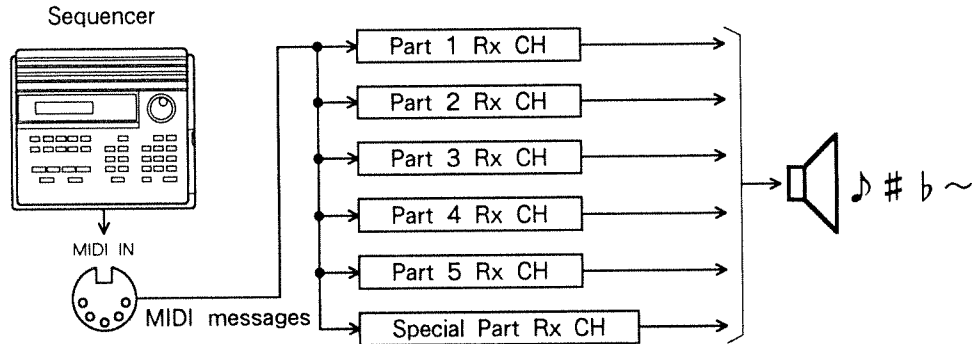 Sequencer
MIDI IN
MIDI messages
Part 1 Rx CH
Part 2 Rx CH
Part 3 Rx CH
Part 4 Rx CH
Part 5 Rx CH
Special Part Rx CH